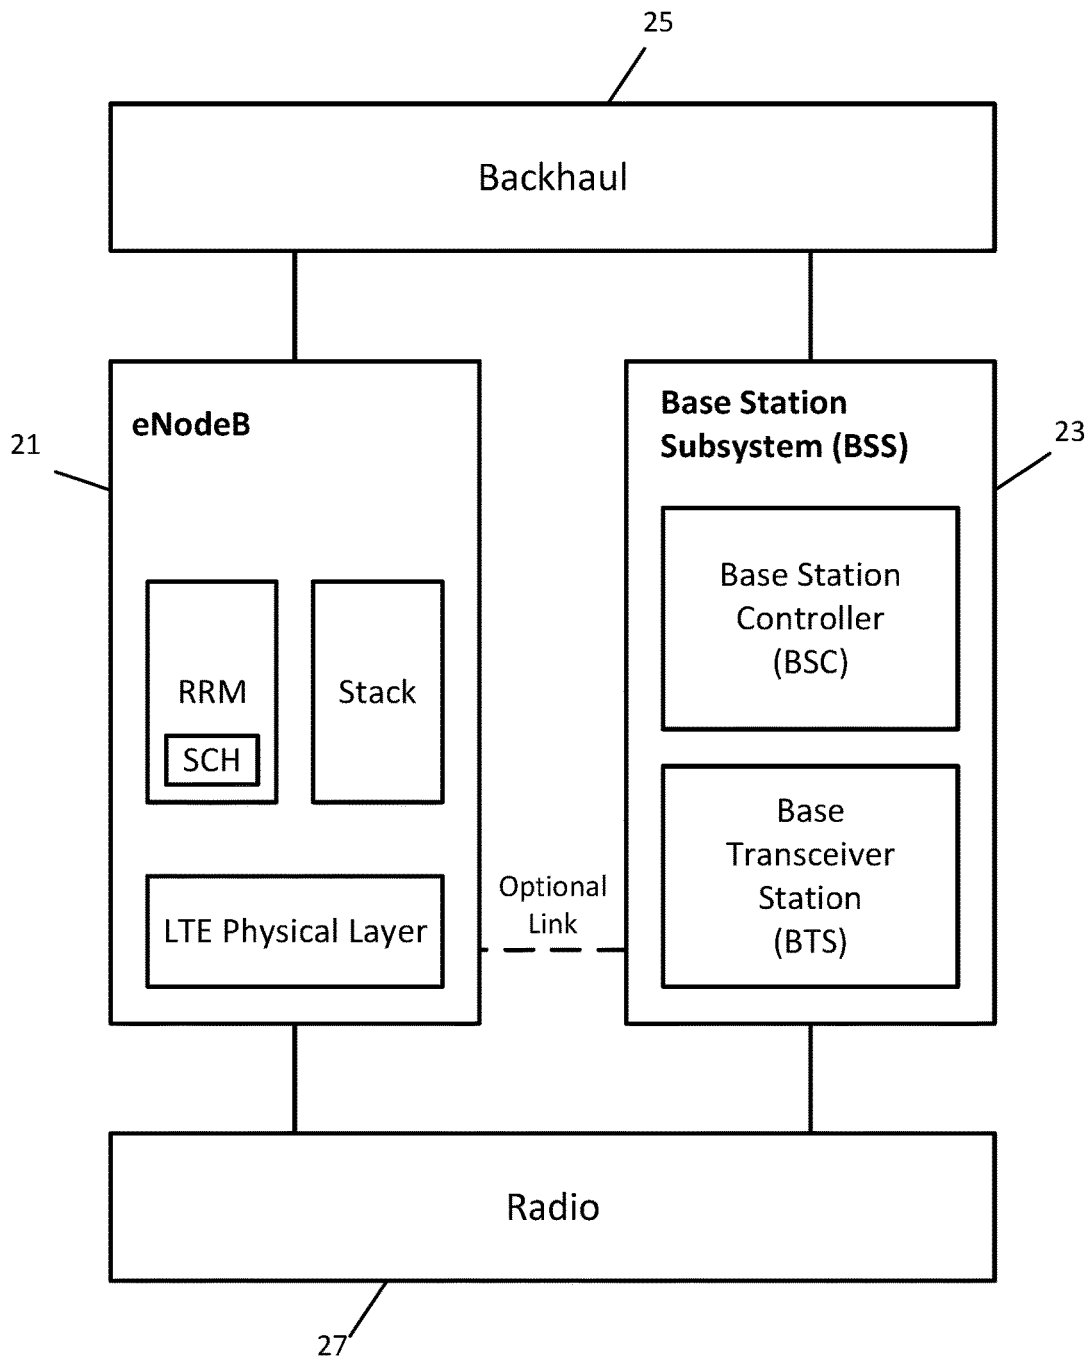 25
Backhaul
eNodeB
21
RRM
SCH
Stack
LTE Physical Layer
Optional
Link
Base Station
Subsystem (BSS)
23
Base Station
Controller
(BSC)
Base
Transceiver
Station
(BTS)
Radio
27